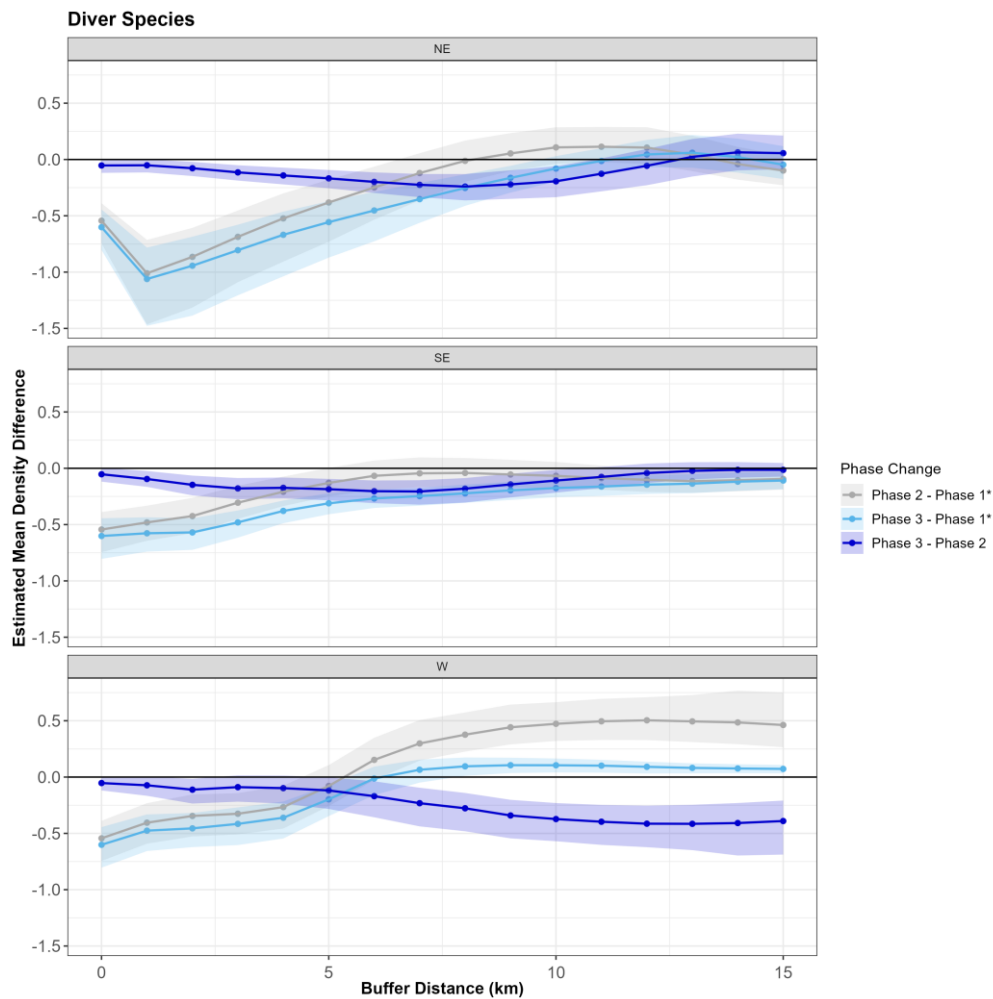 Diver Species
NE
0.5
0.0
-0.5
-1.0
-1.5
SE
0.5
0.0
-0.5
-1.0
-1.5
W
0.5
0.0
-0.5
-1.0
-1.5
0 5 10 15
Buffer Distance (km)
Estimated Mean Density Difference
Phase Change
Phase 2 - Phase 1*
Phase 3 - Phase 1*
Phase 3 - Phase 2